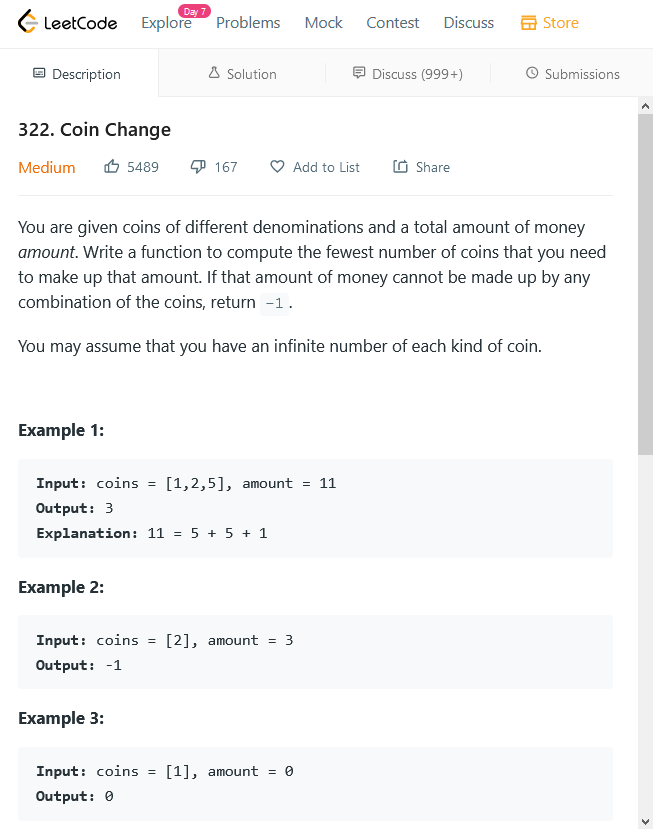 LeetCode Explore Day 7 Problems Mock Contest Discuss Store
Description Solution Discuss (999+) Submissions
322. Coin Change
Medium 5489 167 Add to List Share
You are given coins of different denominations and a total amount of money
amount. Write a function to compute the fewest number of coins that you need
to make up that amount. If that amount of money cannot be made up by any
combination of the coins, return -1.
You may assume that you have an infinite number of each kind of coin.
Example 1:
Input: coins = [1,2,5], amount = 11
Output: 3
Explanation: 11 = 5 + 5 + 1
Example 2:
Input: coins = [2], amount = 3
Output: -1
Example 3:
Input: coins = [1], amount = 0
Output: 0